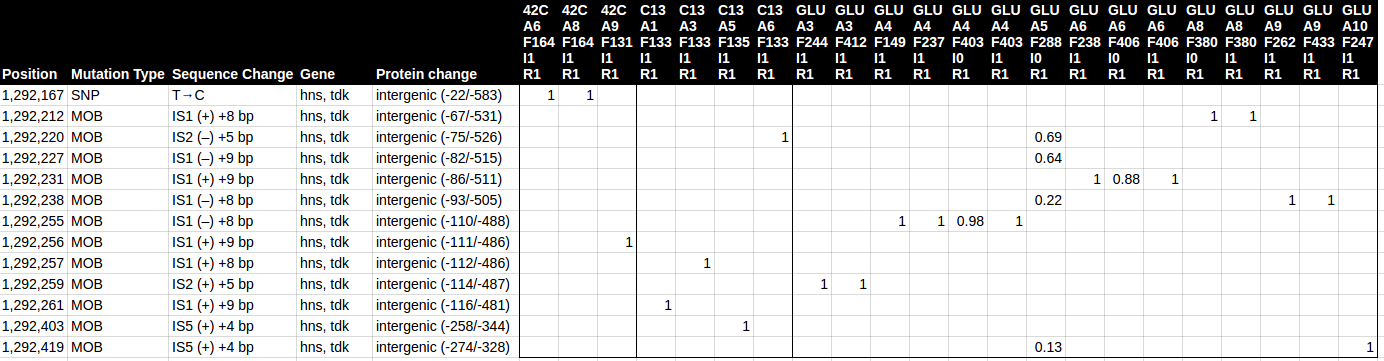 42C 42C 42C C13 C13 C13 C13 GLU GLU GLU GLU GLU GLU GLU GLU GLU GLU GLU GLU GLU GLU GLU
A6 A8 A9 A1 A3 A5 A6 A3 A3 A4 A4 A4 A4 A5 A6 A6 A6 A8 A8 A9 A9 A10
F164 F164 F131 F133 F133 F135 F133 F244 F412 F149 F237 F403 F403 F288 F238 F406 F406 F380 F380 F262 F433 F247
I1 I1 I1 I1 I1 I1 I1 I1 I1 I1 I1 I0 I1 I0 I1 I0 I1 I0 I1 I1 I1 I1
Position Mutation Type Sequence Change Gene Protein change R1 R1 R1 R1 R1 R1 R1 R1 R1 R1 R1 R1 R1 R1 R1 R1 R1 R1 R1 R1 R1 R1
1,292,167 SNP T→C hns, tdk intergenic (-22/-583) 1 1
1,292,212 MOB IS1 (+) +8 bp hns, tdk intergenic (-67/-531) 1 1
1,292,220 MOB IS2 (–) +5 bp hns, tdk intergenic (-75/-526) 1 0.69
1,292,227 MOB IS1 (–) +9 bp hns, tdk intergenic (-82/-515) 0.64
1,292,231 MOB IS1 (+) +9 bp hns, tdk intergenic (-86/-511) 1 0.88 1
1,292,238 MOB IS1 (–) +8 bp hns, tdk intergenic (-93/-505) 0.22 1 1
1,292,255 MOB IS1 (–) +8 bp hns, tdk intergenic (-110/-488) 1 1 0.98 1
1,292,256 MOB IS1 (+) +9 bp hns, tdk intergenic (-111/-486) 1
1,292,257 MOB IS1 (+) +8 bp hns, tdk intergenic (-112/-486) 1
1,292,259 MOB IS2 (+) +5 bp hns, tdk intergenic (-114/-487) 1 1
1,292,261 MOB IS1 (+) +9 bp hns, tdk intergenic (-116/-481) 1
1,292,403 MOB IS5 (+) +4 bp hns, tdk intergenic (-258/-344) 1
1,292,419 MOB IS5 (+) +4 bp hns, tdk intergenic (-274/-328) 0.13 1